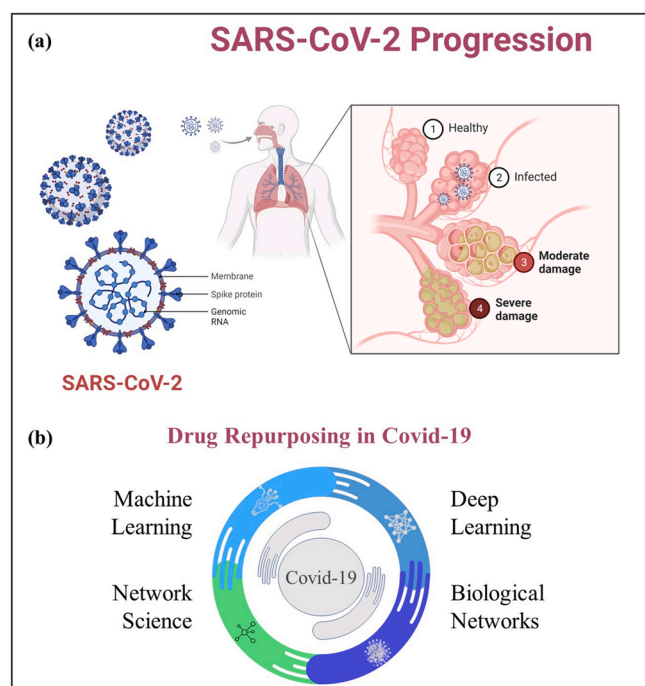 (a)
SARS-CoV-2 Progression
1 Healthy
2 Infected
3 Moderate
damage
4 Severe
damage
Membrane
Spike protein
Genomic
RNA
SARS-CoV-2
(b)
Drug Repurposing in Covid-19
Machine
Learning
Deep
Learning
Covid-19
Network
Science
Biological
Networks